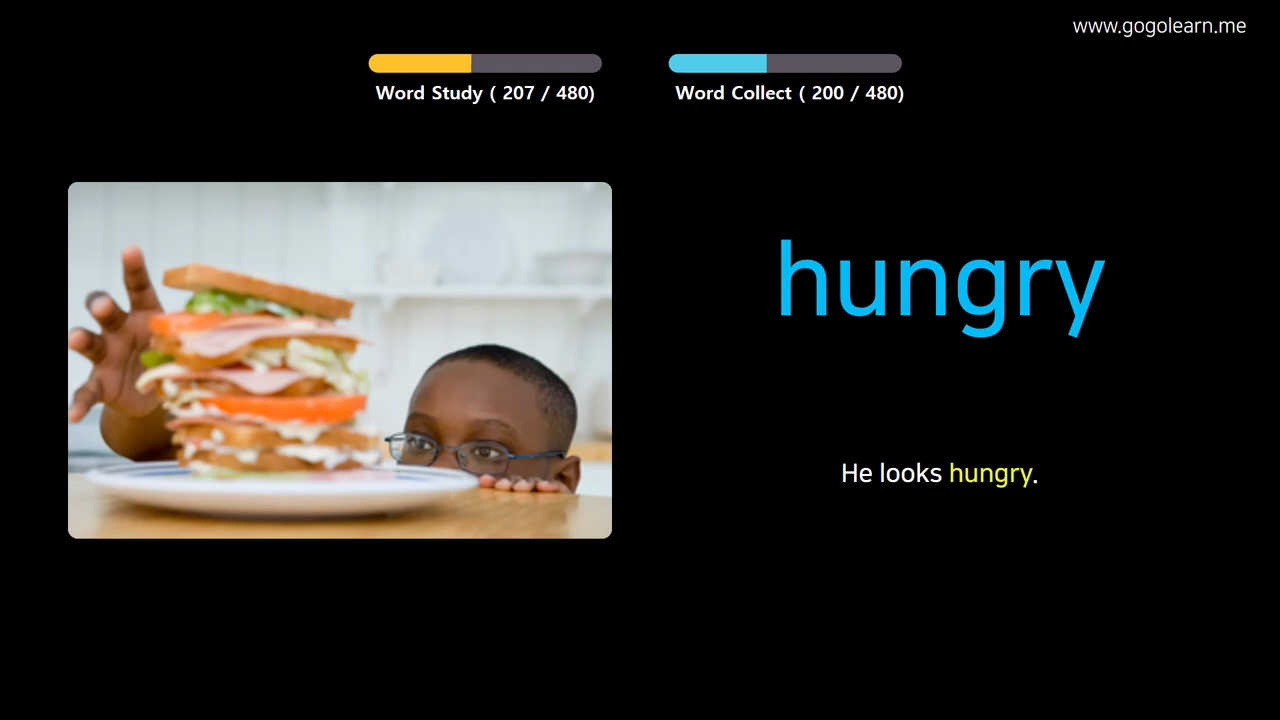 www.gogolearn.me
Word Study ( 207 / 480)
Word Collect ( 200 / 480)
hungry
He looks hungry.